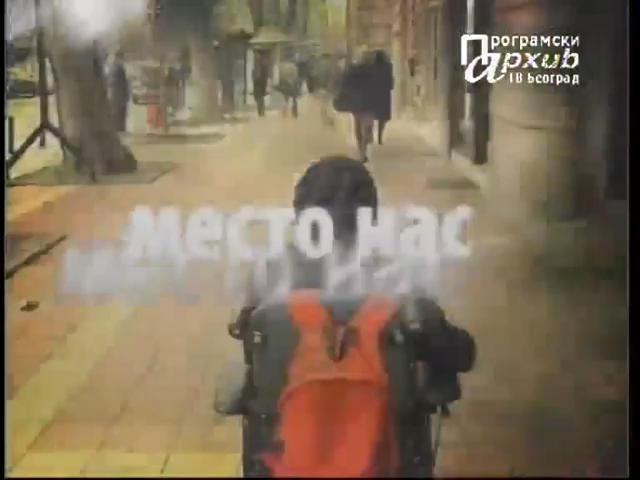 Програмски
Архив
ТВ Београд
место нас